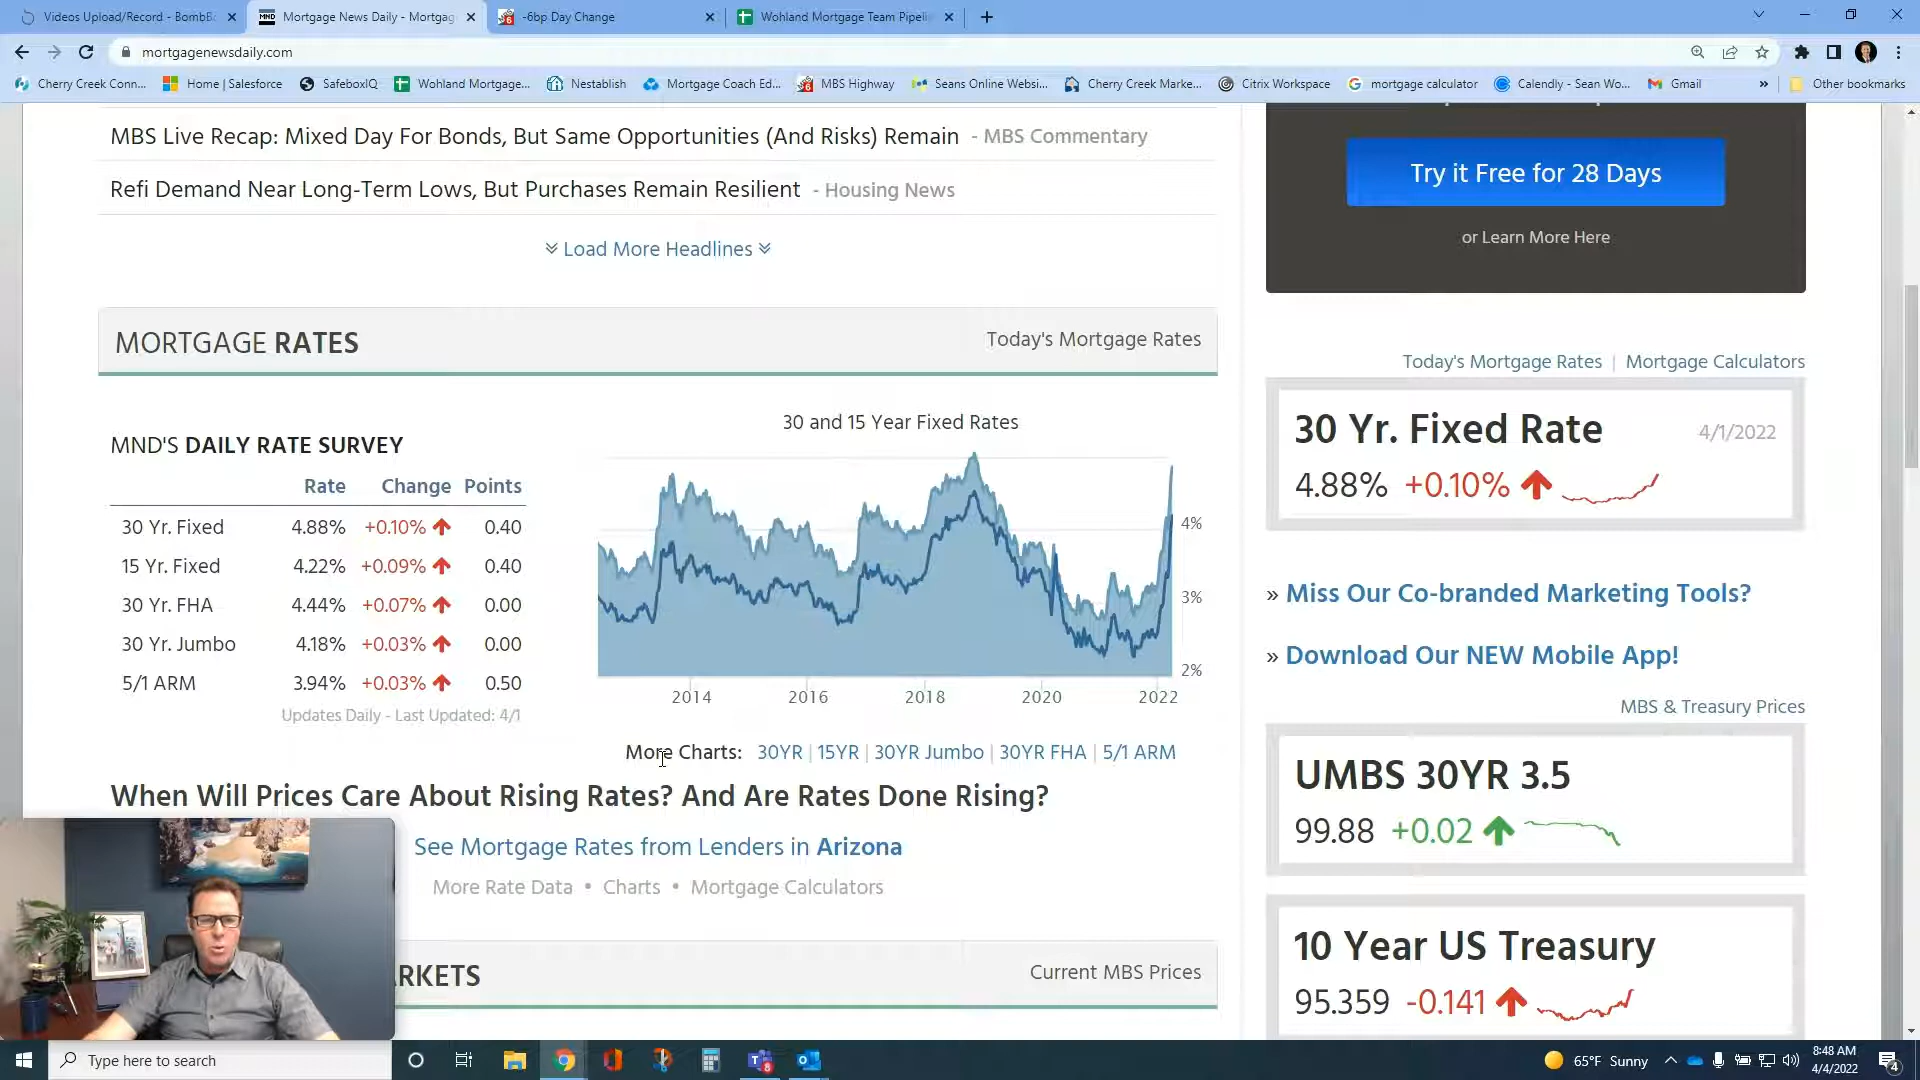 Videos Upload/Record - BombB
MND
Mortgage News Daily - Mortgag
-6bp Day Change
Wohland Mortgage Team Pipeli
mortgagenewsdaily.com
Cherry Creek Conn...
Home | Salesforce
SafeboxIQ
Wohland Mortgage...
Nestablish
Mortgage Coach Ed...
MBS Highway
Seans Online Websi...
Cherry Creek Marke...
Citrix Workspace
mortgage calculator
Calendly - Sean Wo...
Gmail
»
Other bookmarks
MBS Live Recap: Mixed Day For Bonds, But Same Opportunities (And Risks) Remain - MBS Commentary
Refi Demand Near Long-Term Lows, But Purchases Remain Resilient - Housing News
Load More Headlines
Try it Free for 28 Days
or Learn More Here
MORTGAGE RATES
Today's Mortgage Rates
MND'S DAILY RATE SURVEY
Rate Change Points
30 Yr. Fixed 4.88% +0.10% 0.40
15 Yr. Fixed 4.22% +0.09% 0.40
30 Yr. FHA 4.44% +0.07% 0.00
30 Yr. Jumbo 4.18% +0.03% 0.00
5/1 ARM 3.94% +0.03% 0.50
Updates Daily - Last Updated: 4/1
30 and 15 Year Fixed Rates
4%
3%
2%
2014 2016 2018 2020 2022
More Charts: 30YR | 15YR | 30YR Jumbo | 30YR FHA | 5/1 ARM
When Will Prices Care About Rising Rates? And Are Rates Done Rising?
See Mortgage Rates from Lenders in Arizona
More Rate Data • Charts • Mortgage Calculators
RKETS
Current MBS Prices
Today's Mortgage Rates | Mortgage Calculators
30 Yr. Fixed Rate 4/1/2022
4.88% +0.10%
» Miss Our Co-branded Marketing Tools?
» Download Our NEW Mobile App!
MBS & Treasury Prices
UMBS 30YR 3.5
99.88 +0.02
10 Year US Treasury
95.359 -0.141
Type here to search
65°F Sunny
8:48 AM
4/4/2022
4